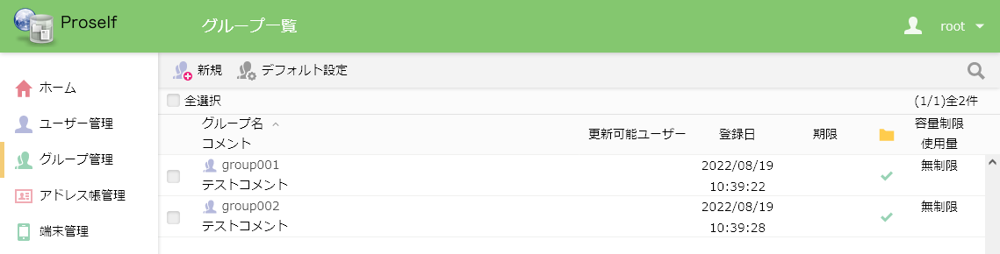 Proself
グループ一覧
root
ホーム
ユーザー管理
グループ管理
アドレス帳管理
端末管理
新規
デフォルト設定
全選択
(1/1)全2件
グループ名
コメント
更新可能ユーザー
登録日
期限
容量制限
使用量
group001
テストコメント
2022/08/19
10:39:22
無制限
group002
テストコメント
2022/08/19
10:39:28
無制限